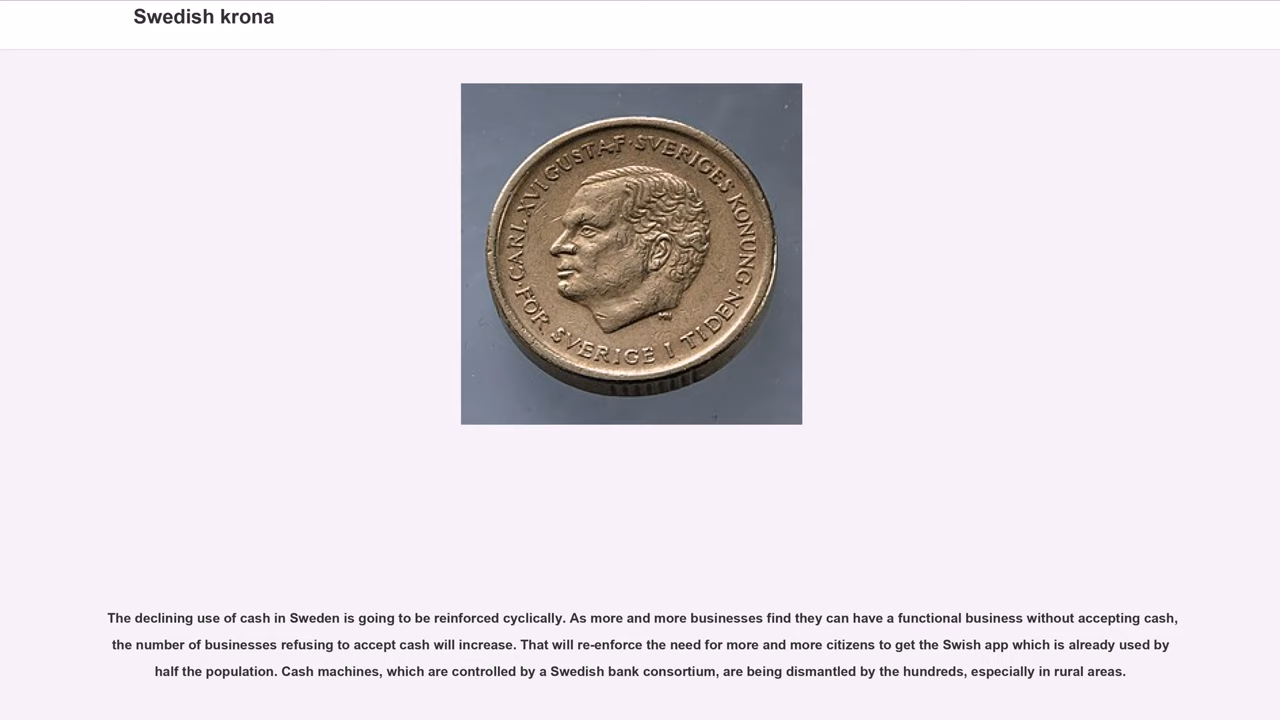 Swedish krona
CARL XVI GUSTAF · SVERIGES KONUNG ·
FÖR SVERIGE I TIDEN ·
The declining use of cash in Sweden is going to be reinforced cyclically. As more and more businesses find they can have a functional business without accepting cash,
the number of businesses refusing to accept cash will increase. That will re-enforce the need for more and more citizens to get the Swish app which is already used by
half the population. Cash machines, which are controlled by a Swedish bank consortium, are being dismantled by the hundreds, especially in rural areas.